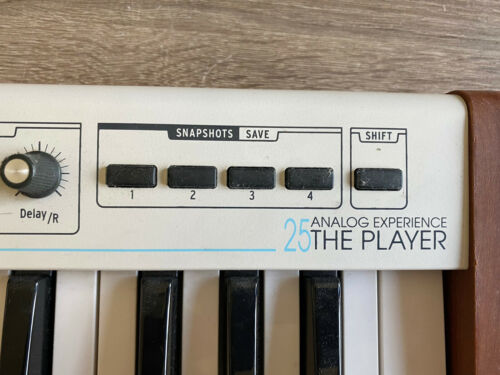 SNAPSHOTS SAVE
SHIFT
1 2 3 4
Delay/R
25 ANALOG EXPERIENCE
THE PLAYER